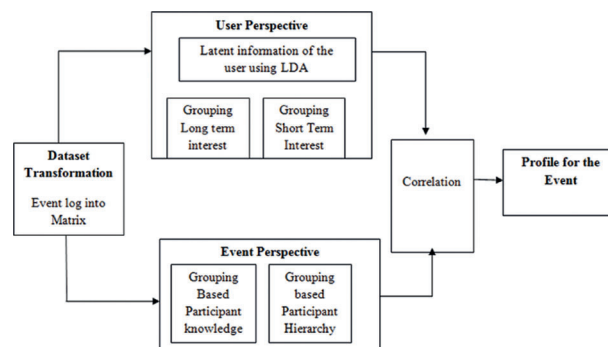 User Perspective
Latent information of the
user using LDA
Grouping
Long term
interest
Grouping
Short Term
Interest
Dataset
Transformation
Event log into
Matrix
Event Perspective
Grouping
Based
Participant
knowledge
Grouping
based
Participant
Hierarchy
Correlation
Profile for the
Event